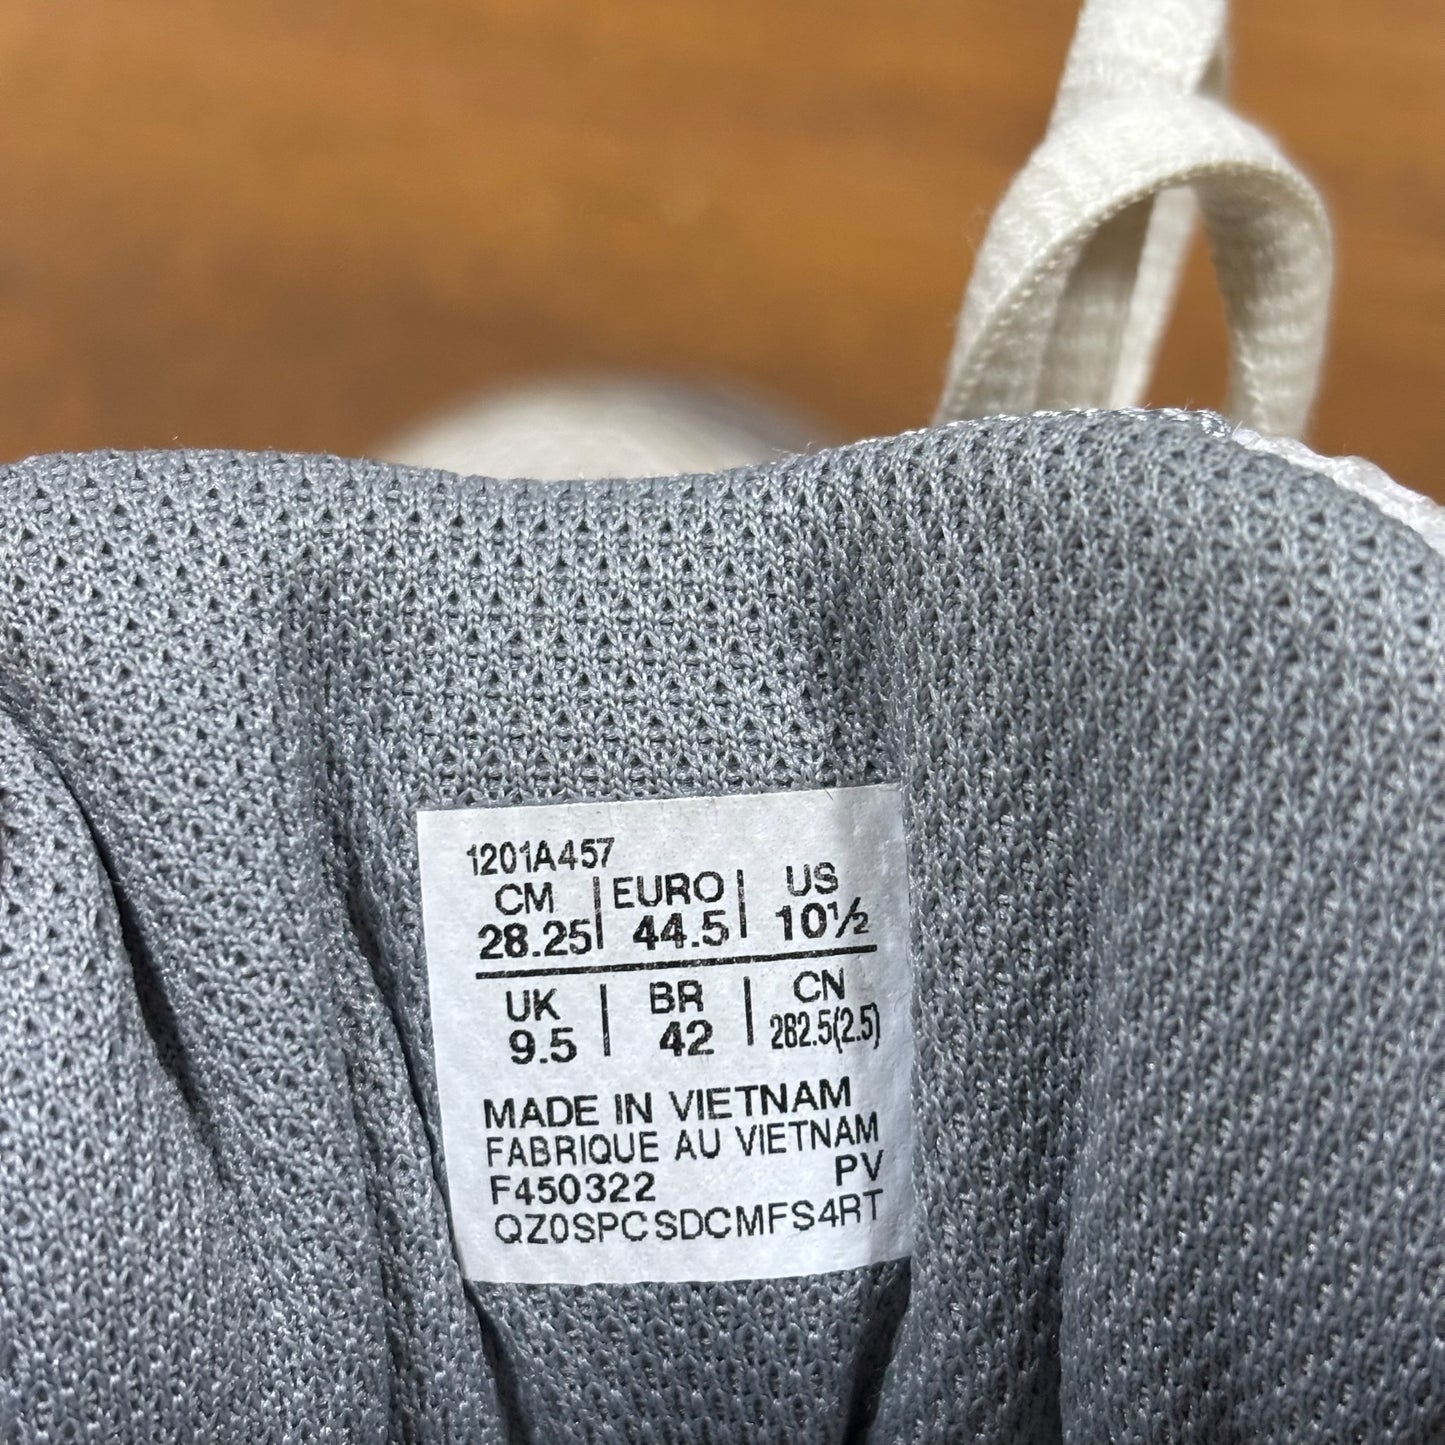 1201A457
CM | EURO | US
28.25 | 44.5 | 10½
UK | BR | CN
9.5 | 42 | 282.5(2.5)
MADE IN VIETNAM
FABRIQUE AU VIETNAM
F450322 PV
QZ0SPCSDCMFS4RT